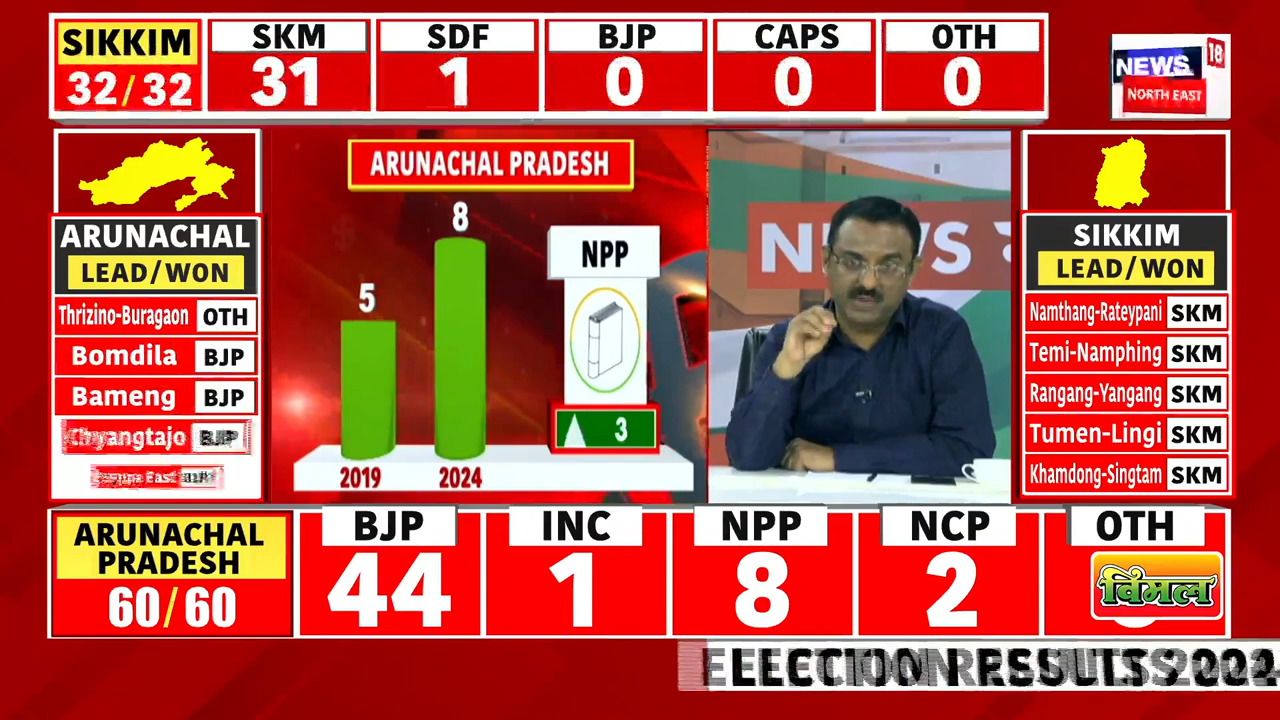 SIKKIM
32/32
SKM
31
SDF
1
BJP
0
CAPS
0
OTH
0
NEWS 18
NORTH EAST
ARUNACHAL
LEAD/WON
Thrizino-Buragaon OTH
Bomdila BJP
Bameng BJP
Chyangtajo BJP
East
ARUNACHAL PRADESH
5
8
2019
2024
NPP
3
NEWS
SIKKIM
LEAD/WON
Namthang-Rateypani SKM
Temi-Namphing SKM
Rangang-Yangang SKM
Tumen-Lingi SKM
Khamdong-Singtam SKM
ARUNACHAL
PRADESH
60/60
BJP
44
INC
1
NPP
8
NCP
2
OTH
विमल